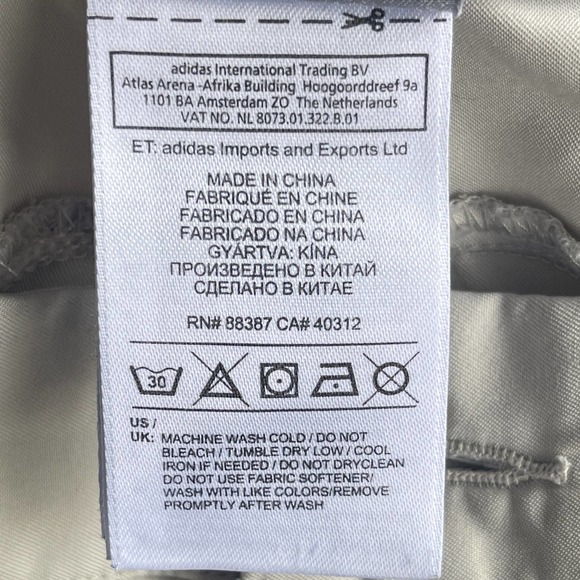 adidas International Trading BV
Atlas Arena -Afrika Building Hoogoorddreef 9a
1101 BA Amsterdam ZO The Netherlands
VAT NO. NL 8073.01.322.B.01
ET: adidas Imports and Exports Ltd
MADE IN CHINA
FABRIQUÉ EN CHINE
FABRICADO EN CHINA
FABRICADO NA CHINA
GYÁRTVA: KÍNA
ПРОИЗВЕДЕНО В КИТАЙ
СДЕЛАНО В КИТАЕ
RN# 88387 CA# 40312
30
US /
UK: MACHINE WASH COLD / DO NOT
BLEACH / TUMBLE DRY LOW / COOL
IRON IF NEEDED / DO NOT DRYCLEAN
DO NOT USE FABRIC SOFTENER/
WASH WITH LIKE COLORS/REMOVE
PROMPTLY AFTER WASH